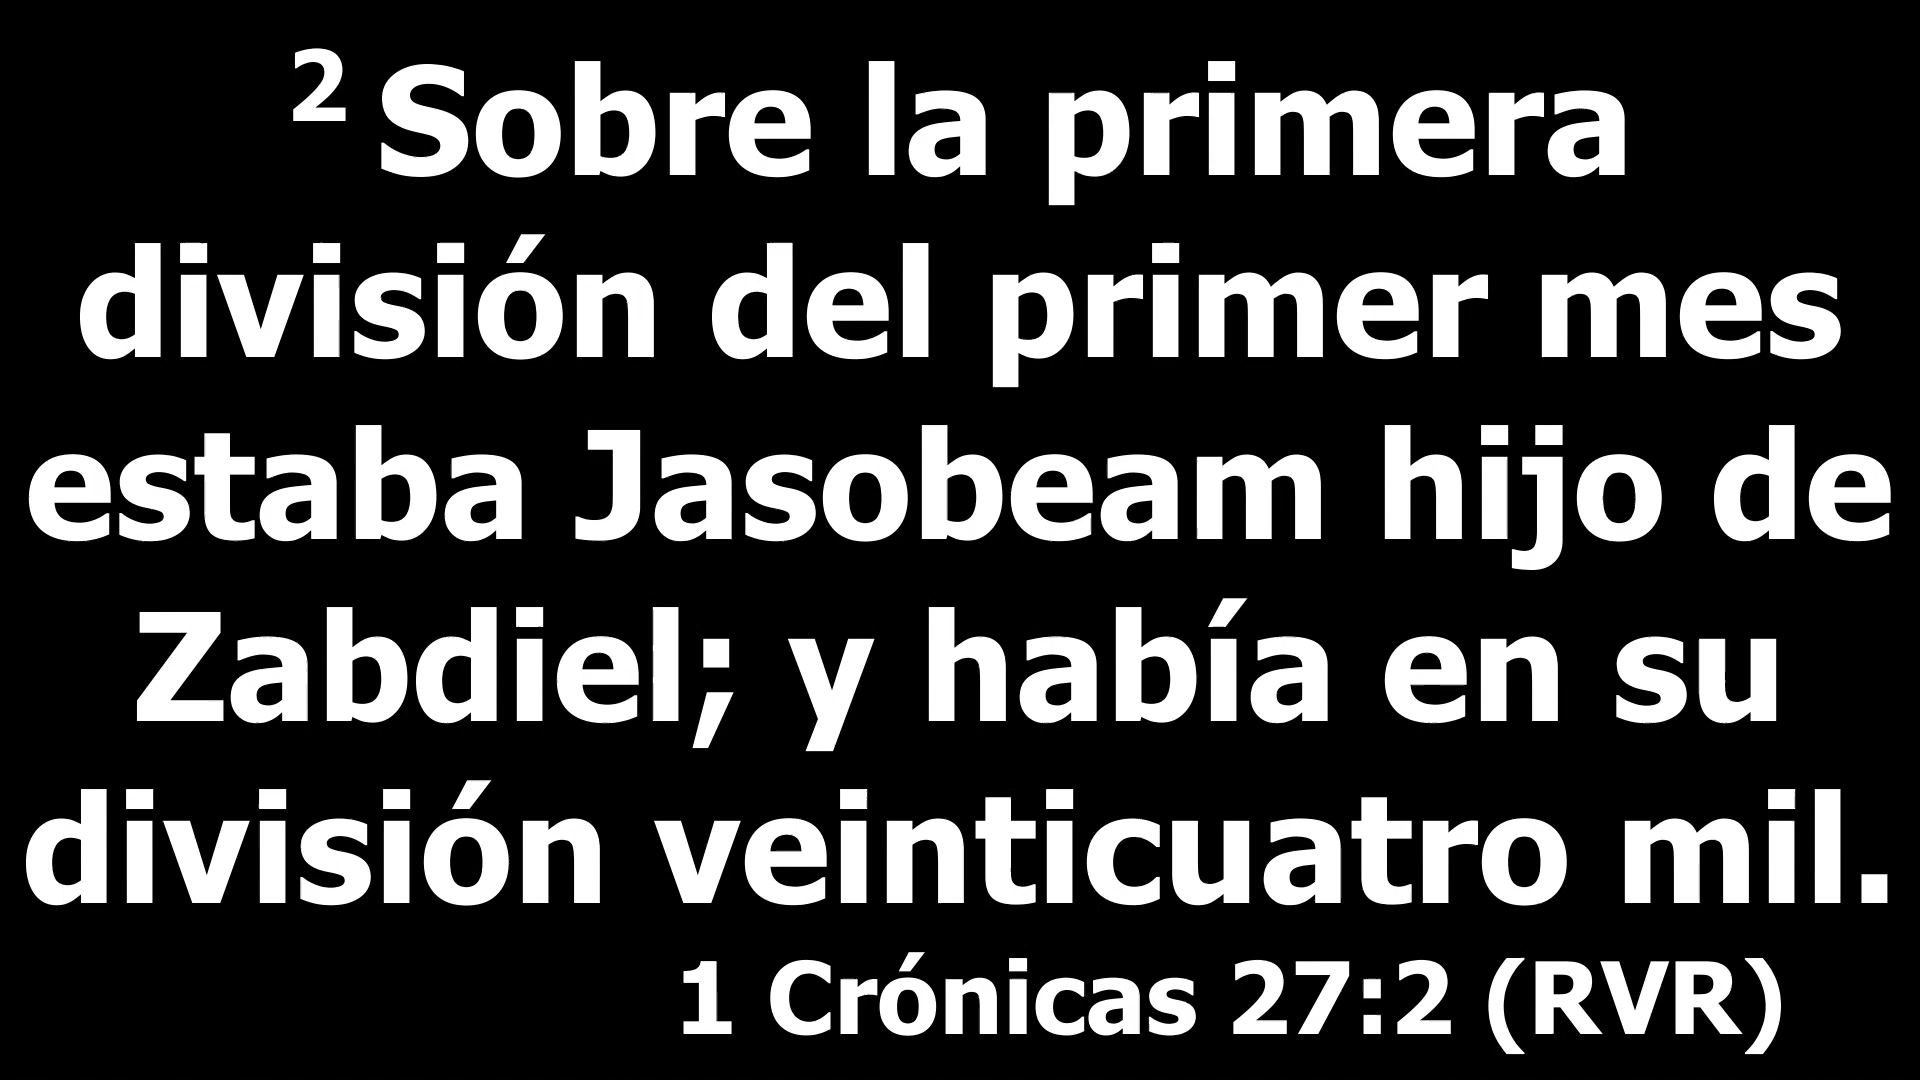 2 Sobre la primera
división del primer mes
estaba Jasobeam hijo de
Zabdiel; y había en su
división veinticuatro mil.
1 Crónicas 27:2 (RVR)